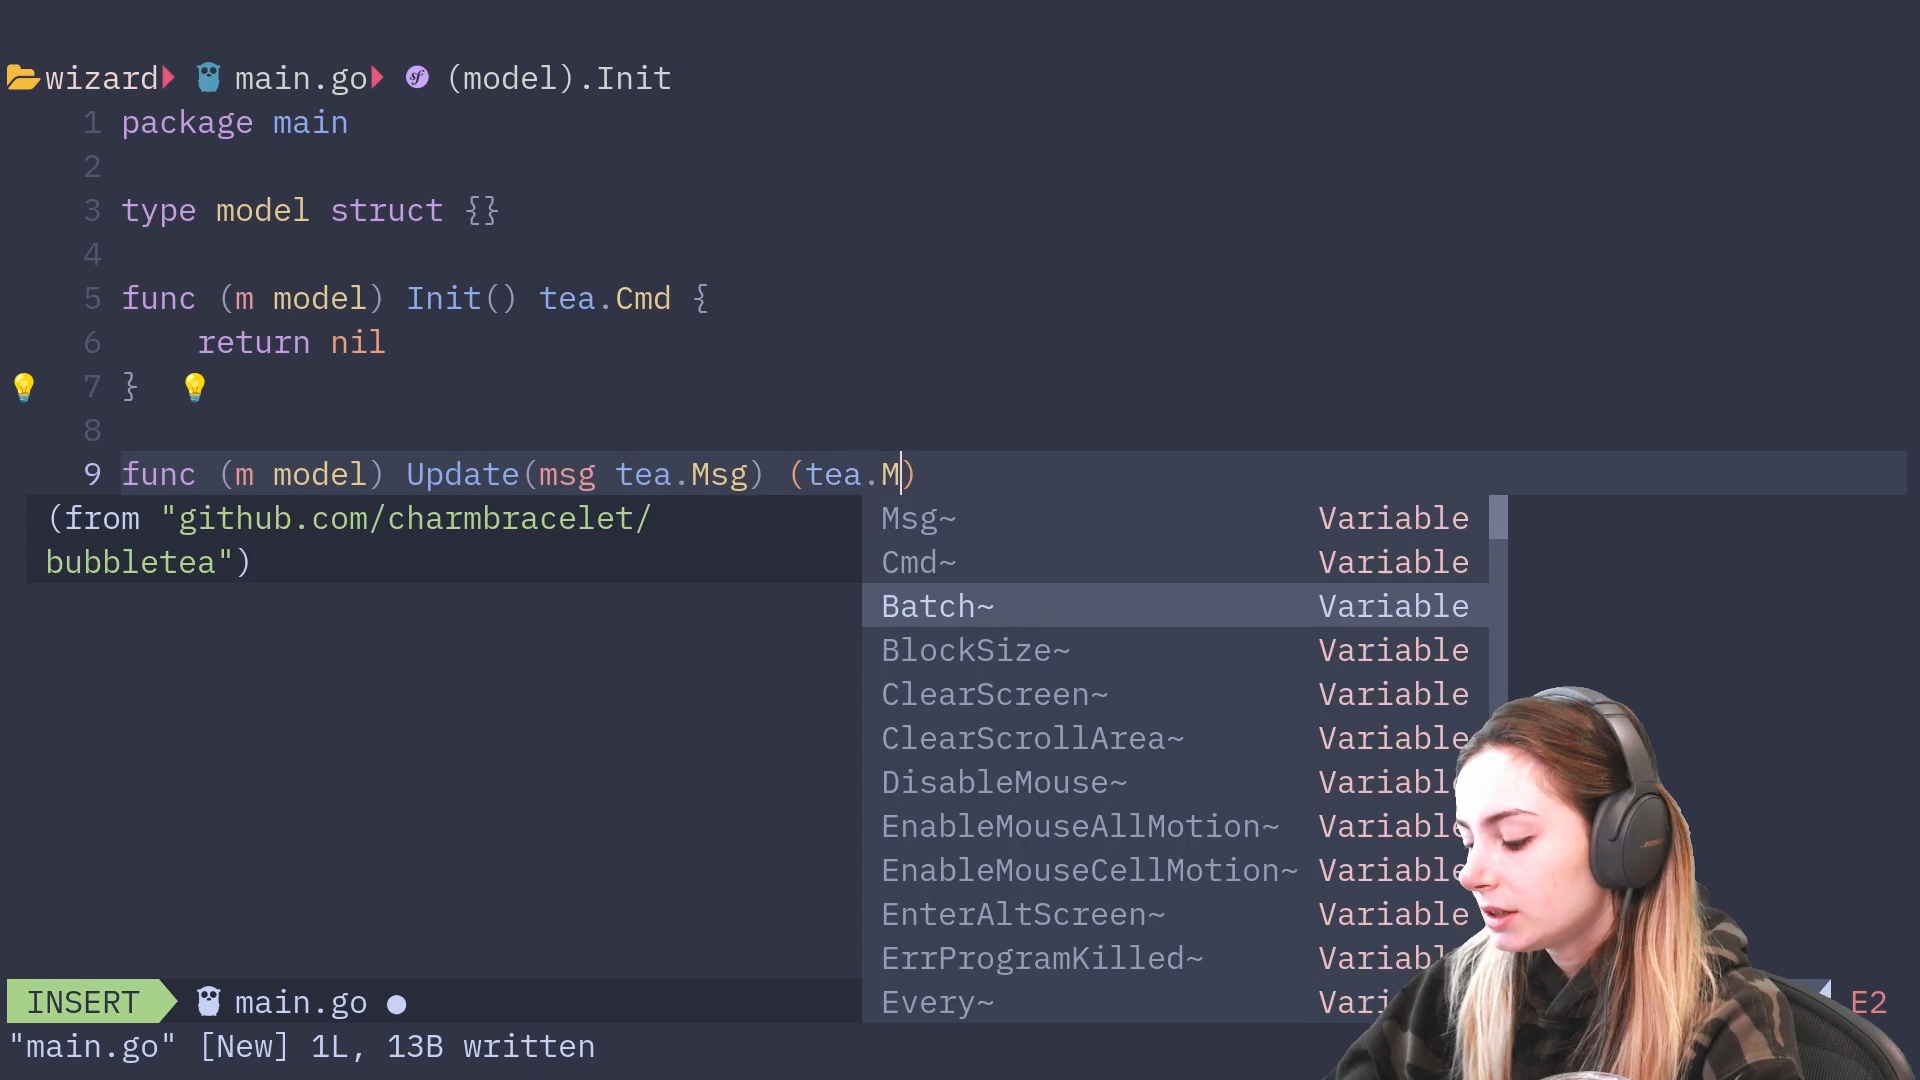 wizard main.go (model).Init
1 package main
2
3 type model struct {}
4
5 func (m model) Init() tea.Cmd {
6 return nil
7 }
8
9 func (m model) Update(msg tea.Msg) (tea.M)
(from "github.com/charmbracelet/
bubbletea")
Msg~ Variable
Cmd~ Variable
Batch~ Variable
BlockSize~ Variable
ClearScreen~ Variable
ClearScrollArea~ Variable
DisableMouse~ Variable
EnableMouseAllMotion~ Variable
EnableMouseCellMotion~ Variable
EnterAltScreen~ Variable
ErrProgramKilled~ Variabl
Every~ Vari
INSERT main.go ● E2
"main.go" [New] 1L, 13B written